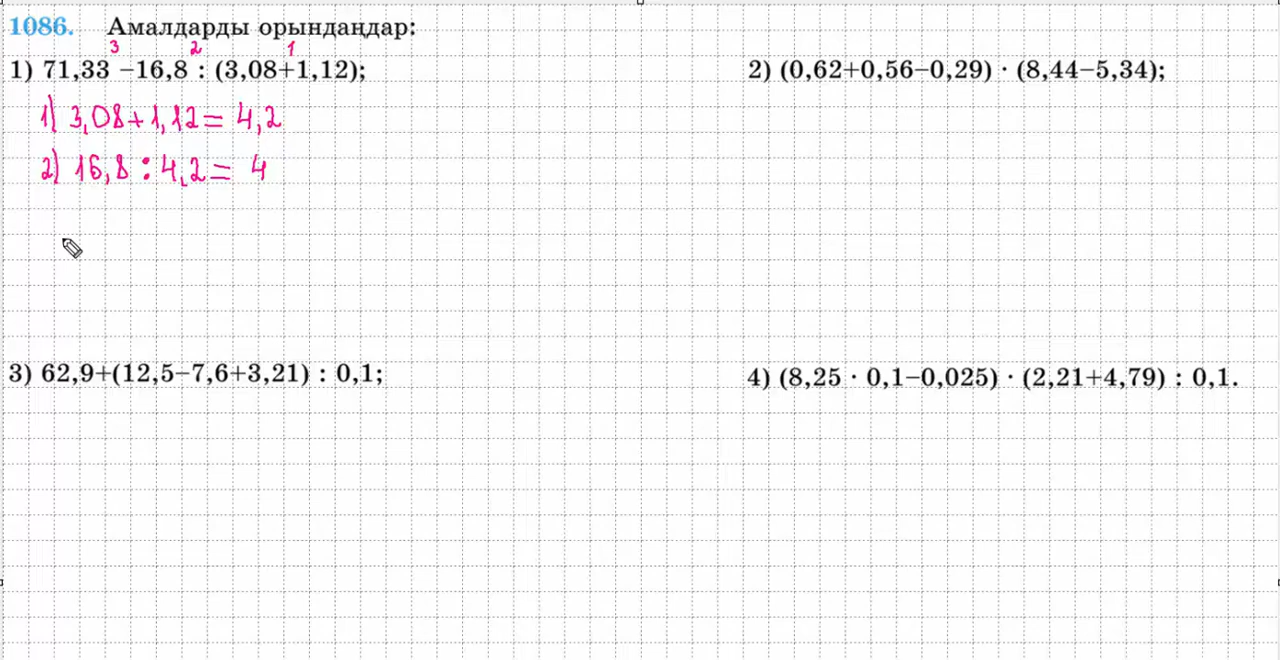 1086. Амалдарды орындаңдар:
3 2 1
1) 71,33 −16,8 : (3,08+1,12);
1) 3,08+1,12= 4,2
2) 16,8 : 4,2= 4
2) (0,62+0,56−0,29) · (8,44−5,34);
3) 62,9+(12,5−7,6+3,21) : 0,1;
4) (8,25 · 0,1−0,025) · (2,21+4,79) : 0,1.